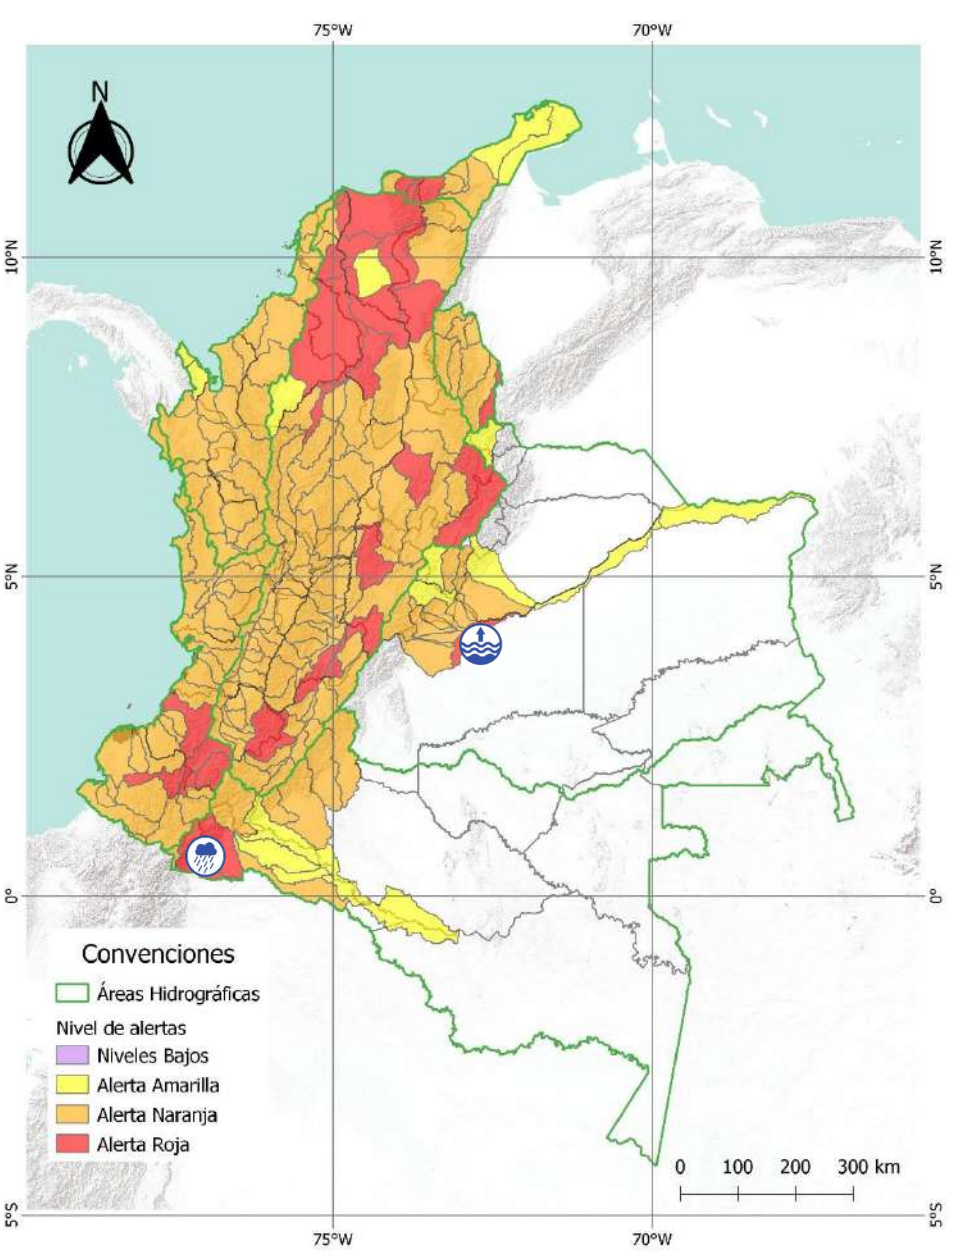 75°W 70°W
N
10°N 10°N
5°N 5°N
0° 0°
Convenciones
Áreas Hidrográficas
Nivel de alertas
Niveles Bajos
Alerta Amarilla
Alerta Naranja
Alerta Roja
0 100 200 300 km
5°S 5°S
75°W 70°W